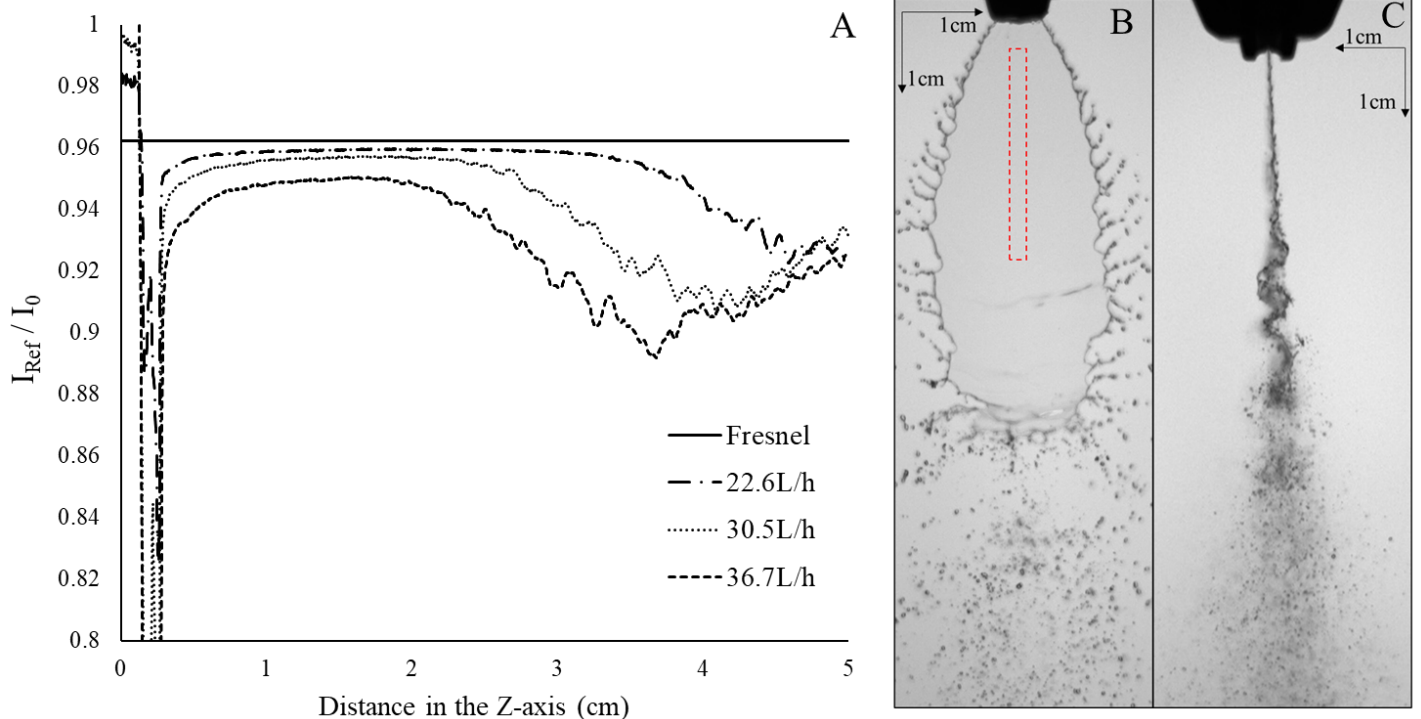 A
1
0.98
0.96
0.94
0.92
0.9
0.88
0.86
0.84
0.82
0.8
I_Ref / I_0
Fresnel
22.6L/h
30.5L/h
36.7L/h
0 1 2 3 4 5
Distance in the Z-axis (cm)
B
1cm
1cm
C
1cm
1cm